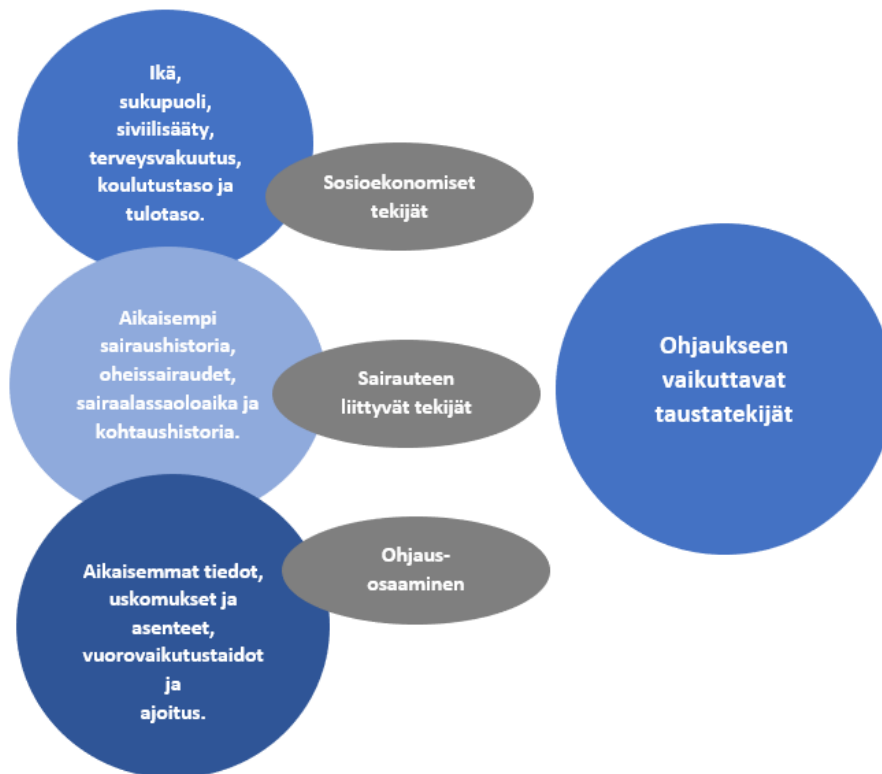 Ikä,
sukupuoli,
siviilisääty,
terveysvakuutus,
koulutustaso ja
tulotaso.
Sosioekonomiset
tekijät
Aikaisempi
sairaushistoria,
oheissairaudet,
sairaalassaoloaika ja
kohtaushistoria.
Sairauteen
liittyvät tekijät
Aikaisemmat tiedot,
uskomukset ja
asenteet,
vuorovaikutustaidot
ja
ajoitus.
Ohjaus-
osaaminen
Ohjaukseen
vaikuttavat
taustatekijät